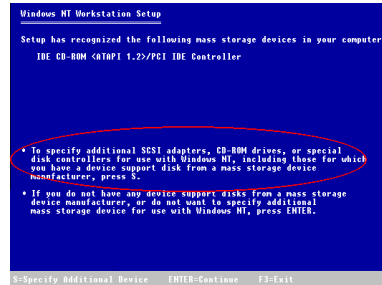 Windows NT Workstation Setup
Setup has recognized the following mass storage devices in your computer
IDE CD-ROM <ATAPI 1.2>/PCI IDE Controller
• To specify additional SCSI adapters, CD-ROM drives, or special
disk controllers for use with Windows NT, including those for which
you have a device support disk from a mass storage device
manufacturer, press S.
• If you do not have any device support disks from a mass storage
device manufacturer, or do not want to specify additional
mass storage device for use with Windows NT, press ENTER.
S=Specify Additional Device ENTER=Continue F3=Exit